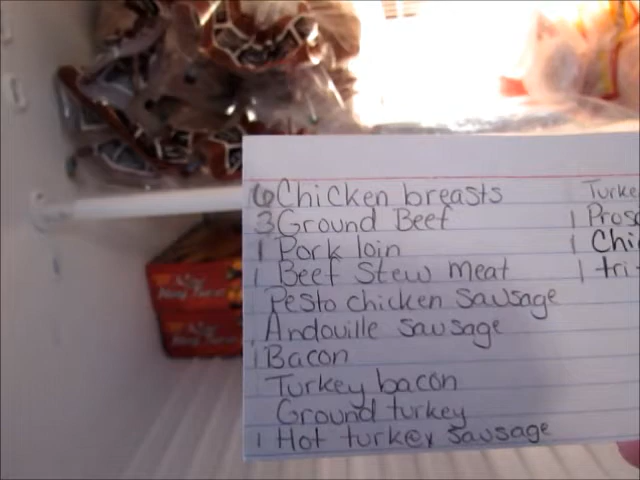 6 Chicken breasts
3 Ground Beef
1 Pork loin
1 Beef Stew meat
Pesto chicken sausage
Andouille sausage
1 Bacon
Turkey bacon
Ground turkey
1 Hot turkey sausage
Turke
1 Prosc
1 Chi
1 tri